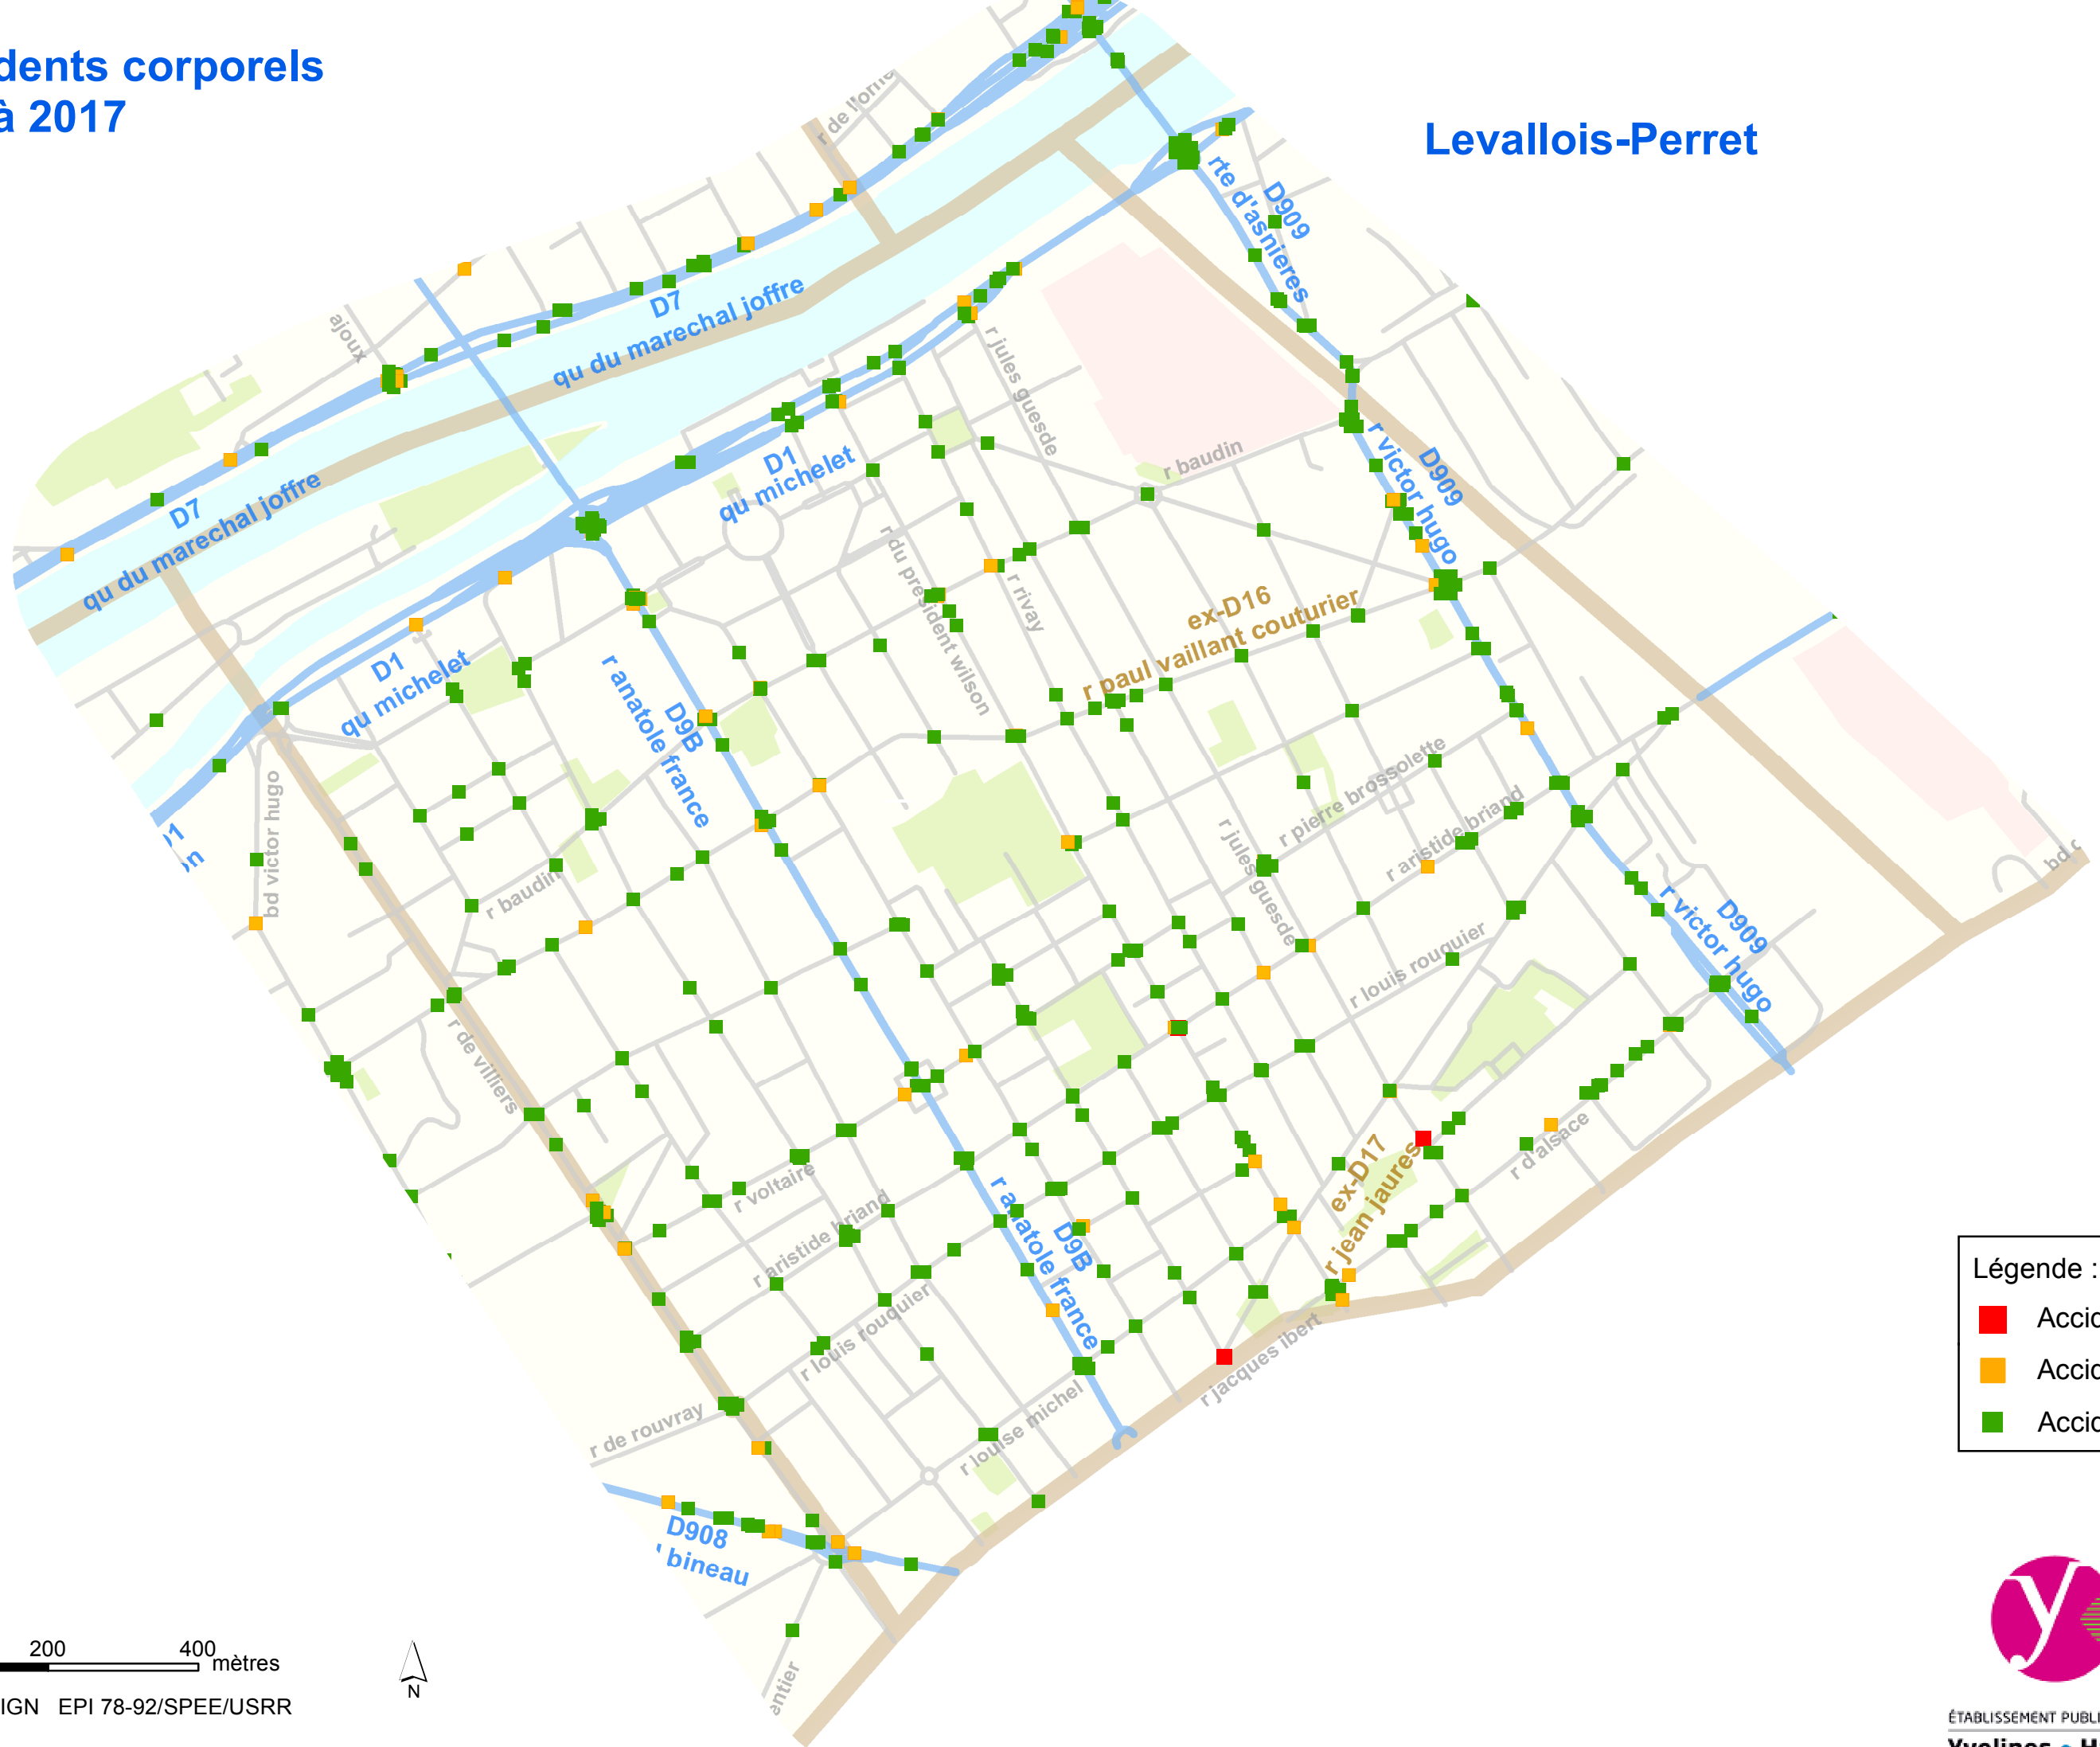 dents corporels
à 2017
Levallois-Perret
r de l'orne
rte d'asnieres
D909
ajoux
D7
qu du marechal joffre
r jules guesde
D1
qu michelet
r baudin
r victor hugo
D909
D7
qu du marechal joffre
r du president wilson
r rivay
ex-D16
r paul vaillant couturier
D1
qu michelet
r anatole france
D9B
bd victor hugo
r pierre brossolette
r aristide briand
r jules guesde
r baudin
r louis rouquier
r victor hugo
D909
r de villiers
r voltaire
r aristide briand
r anatole france
D9B
ex-D17
r jean jaures
r d alsace
r louis rouquier
r jacques ibert
r de rouvray
r louise michel
D908
bineau
antier
Légende :
Accid
Accid
Accid
200
400
mètres
N
IGN EPI 78-92/SPEE/USRR
y
ÉTABLISSEMENT PUBLI
Yvelines